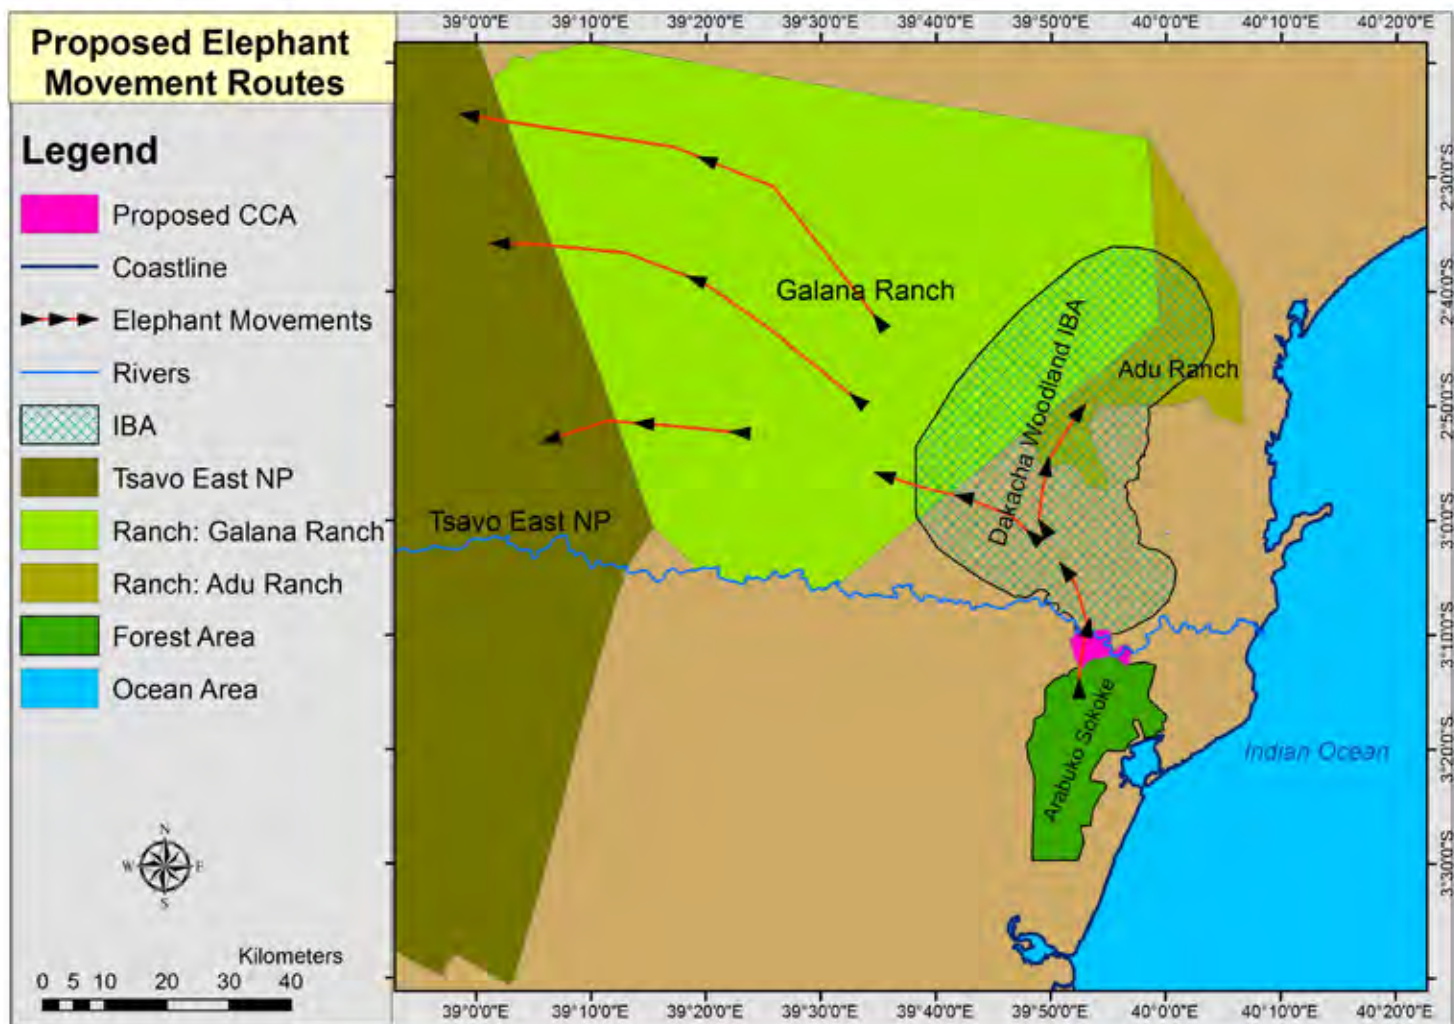 Proposed Elephant
Movement Routes
Legend
Proposed CCA
Coastline
Elephant Movements
Rivers
IBA
Tsavo East NP
Ranch: Galana Ranch
Ranch: Adu Ranch
Forest Area
Ocean Area
N
W E
S
Kilometers
0 5 10 20 30 40
39°0'0"E 39°10'0"E 39°20'0"E 39°30'0"E 39°40'0"E 39°50'0"E 40°0'0"E 40°10'0"E 40°20'0"E
Galana Ranch
Dakacha Woodland IBA
Adu Ranch
Tsavo East NP
Arabuko Sokoke
Indian Ocean
2°30'0"S
2°40'0"S
2°50'0"S
3°0'0"S
3°10'0"S
3°20'0"S
3°30'0"S
39°0'0"E 39°10'0"E 39°20'0"E 39°30'0"E 39°40'0"E 39°50'0"E 40°0'0"E 40°10'0"E 40°20'0"E